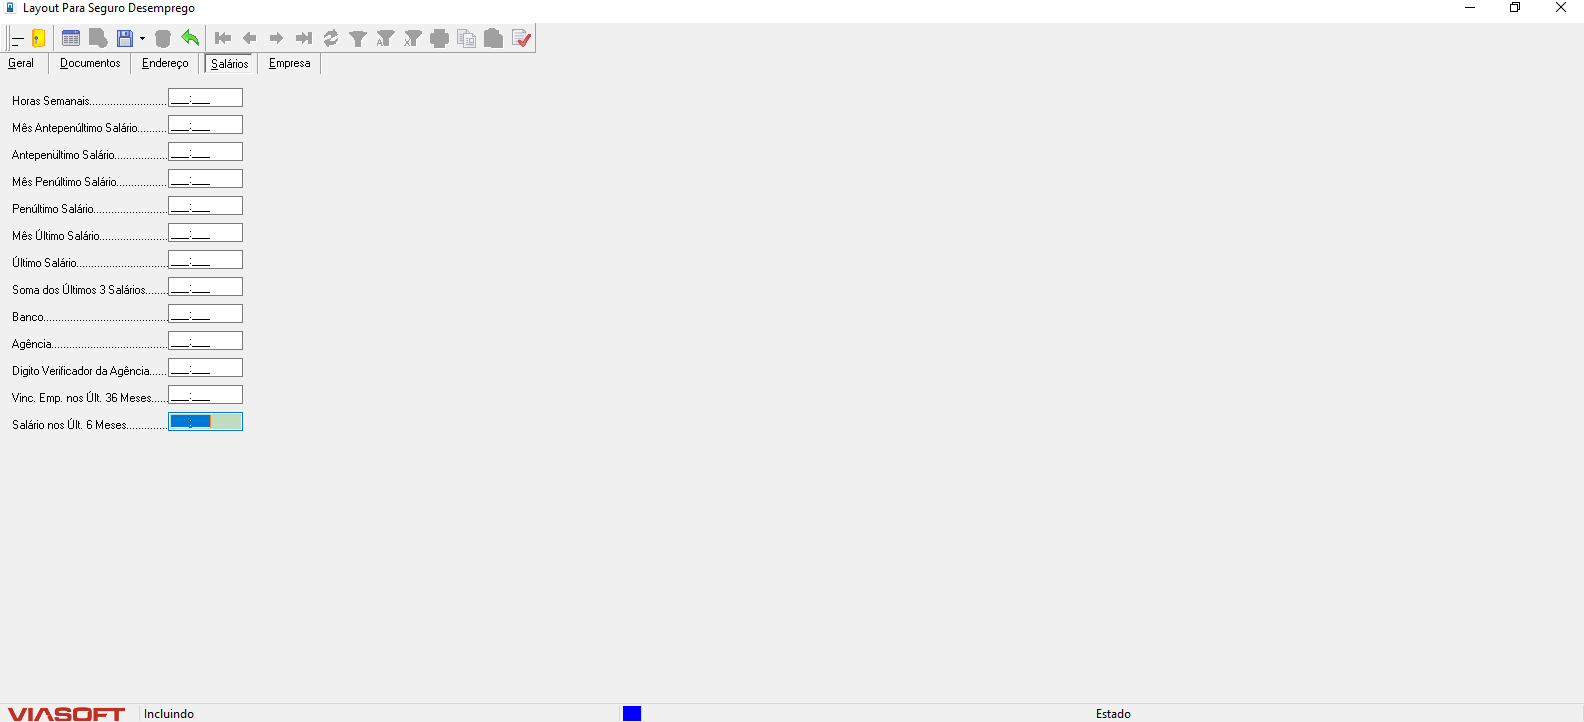 Layout Para Seguro Desemprego
Geral Documentos Endereço Salários Empresa
Horas Semanais.......................... ___:___
Mês Antepenúltimo Salário.......... ___:___
Antepenúltimo Salário.................. ___:___
Mês Penúltimo Salário................. ___:___
Penúltimo Salário......................... ___:___
Mês Último Salário....................... ___:___
Último Salário............................... ___:___
Soma dos Últimos 3 Salários........ ___:___
Banco.......................................... ___:___
Agência....................................... ___:___
Digito Verificador da Agência...... ___:___
Vinc. Emp. nos Últ. 36 Meses...... ___:___
Salário nos Últ. 6 Meses.............. ___:___
VIASOFT Incluindo Estado